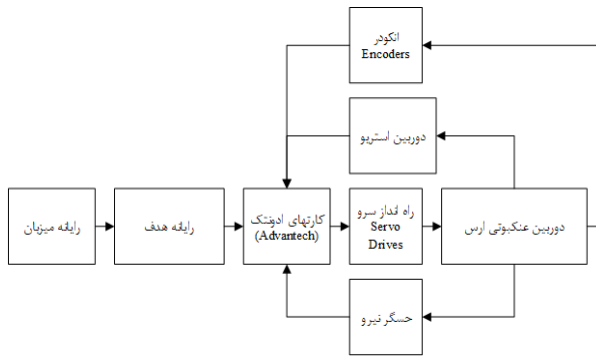 انکودر
Encoders
دوربین استریو
رایانه میزبان
رایانه هدف
کارتهای ادونتک
(Advantech)
راه انداز سرو
Servo
Drives
دوربین عنکبوتی ارس
حسگر نیرو